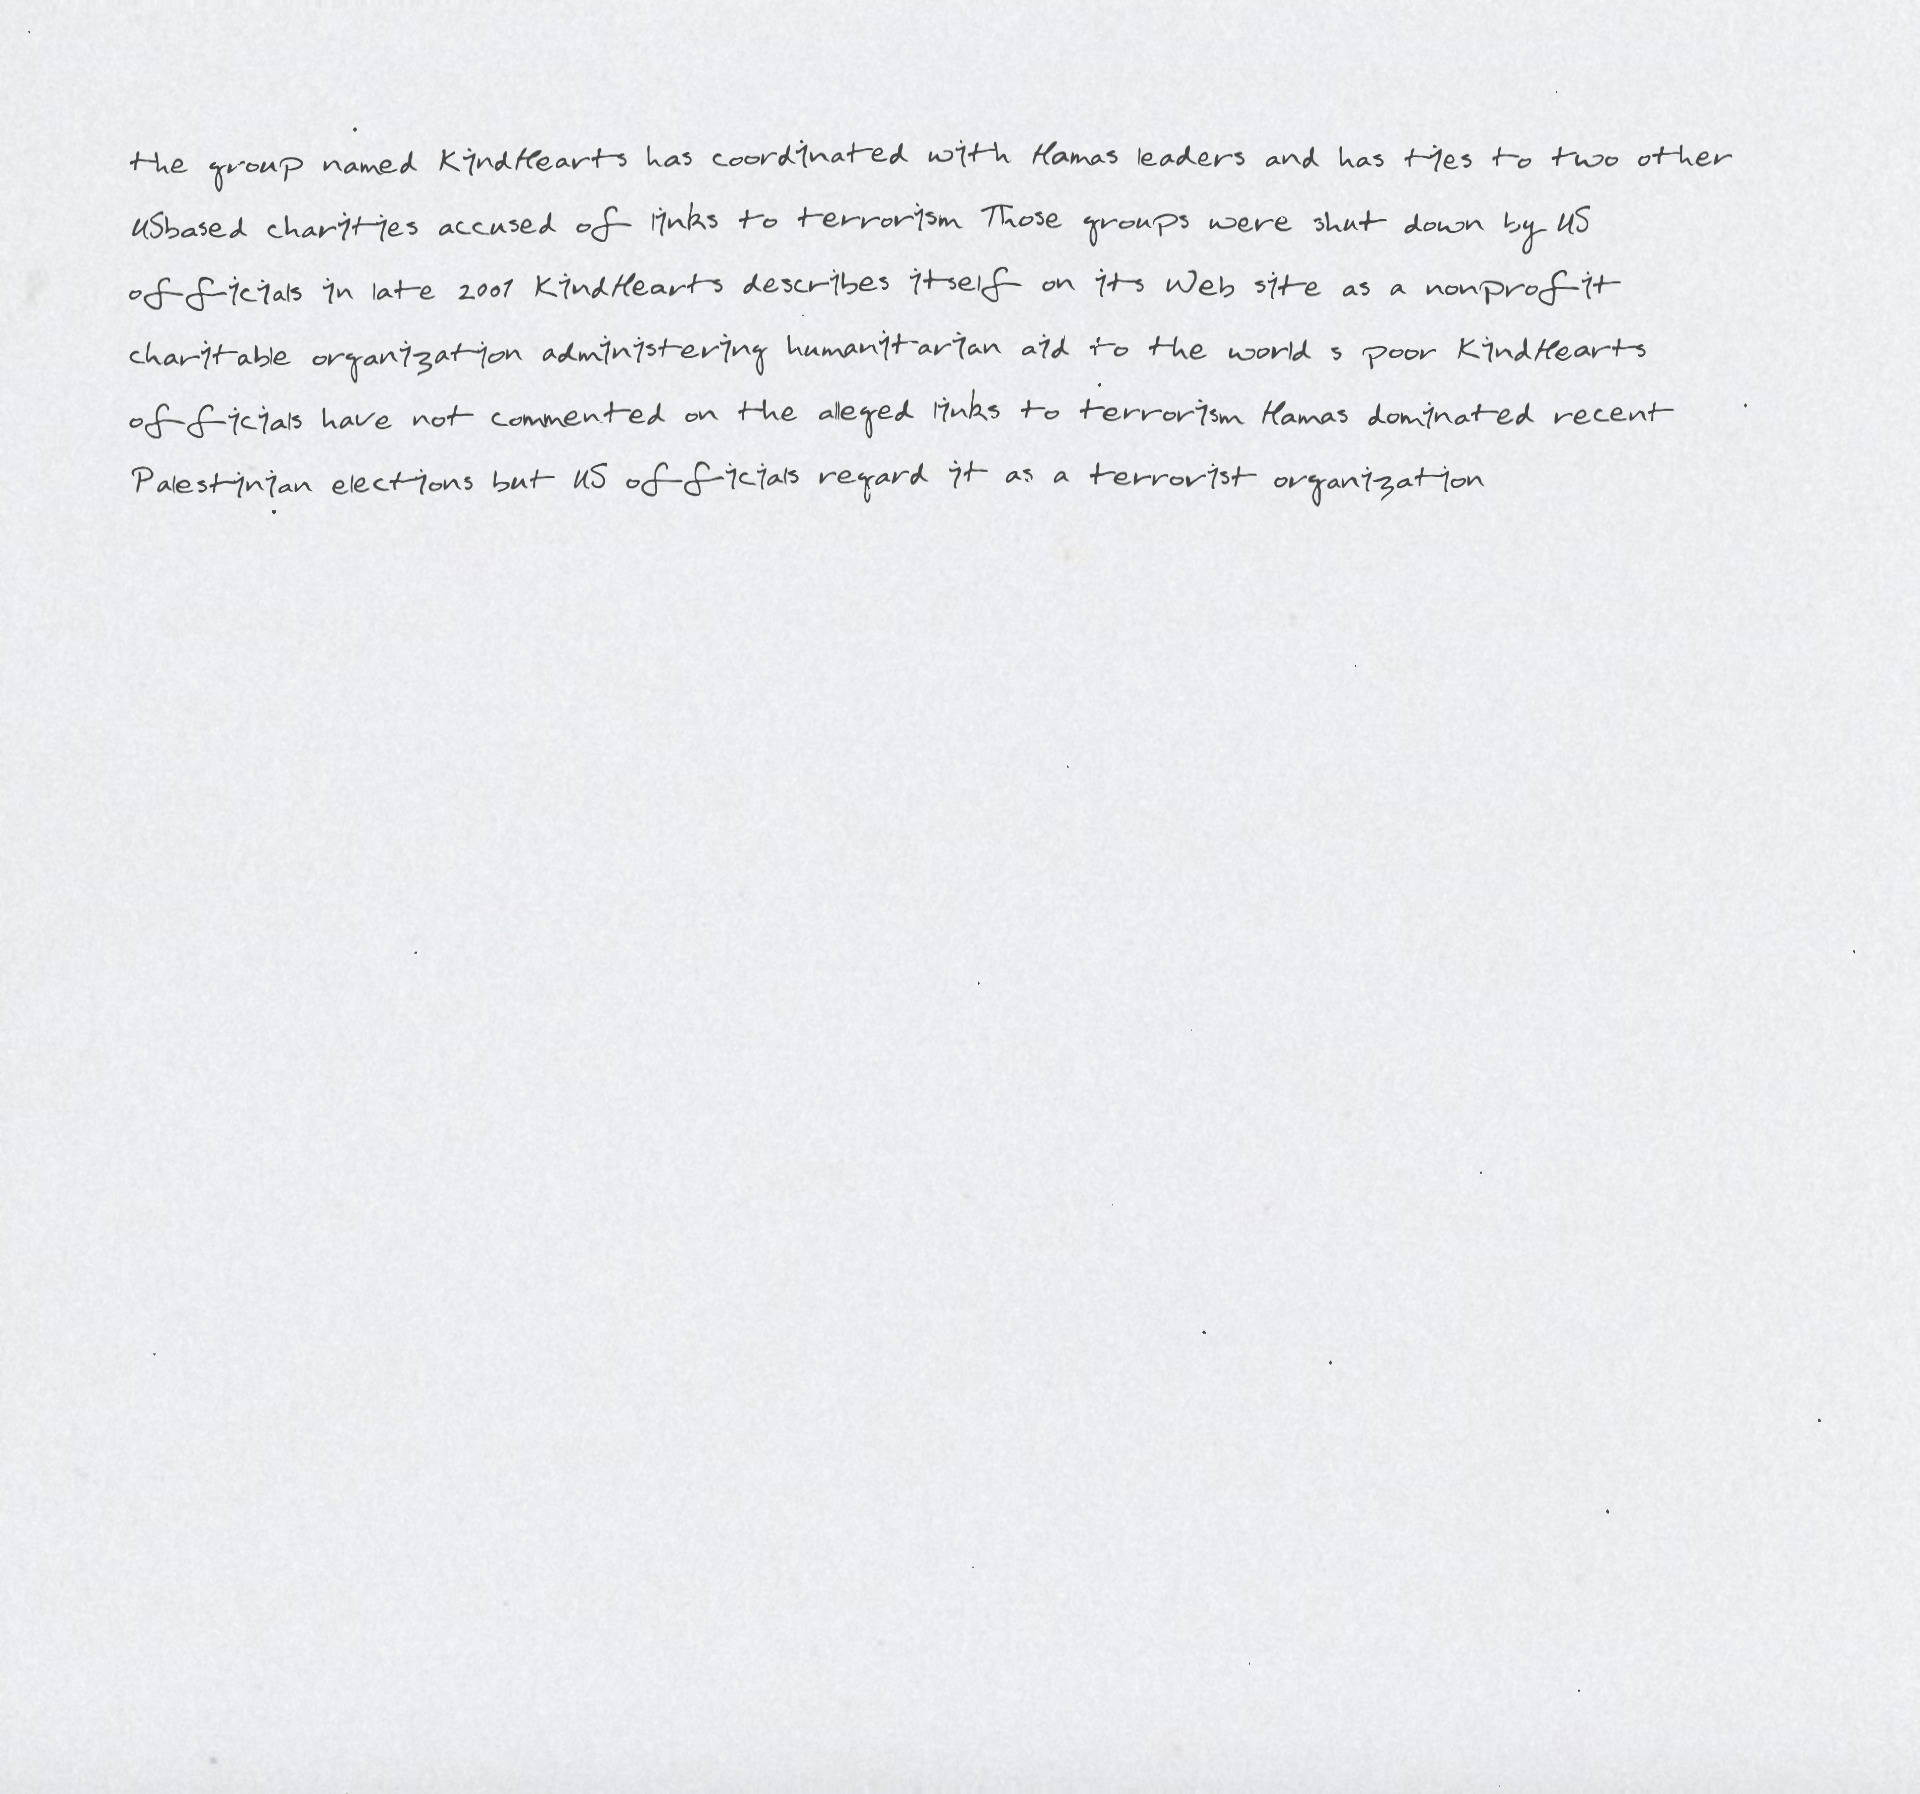 the group named KindHearts has coordinated with Hamas leaders and has ties to two other
USbased charities accused of links to terrorism Those groups were shut down by US
officials in late 2001 KindHearts describes itself on its Web site as a nonprofit
charitable organization administering humanitarian aid to the world s poor KindHearts
officials have not commented on the alleged links to terrorism Hamas dominated recent
Palestinian elections but US officials regard it as a terrorist organization